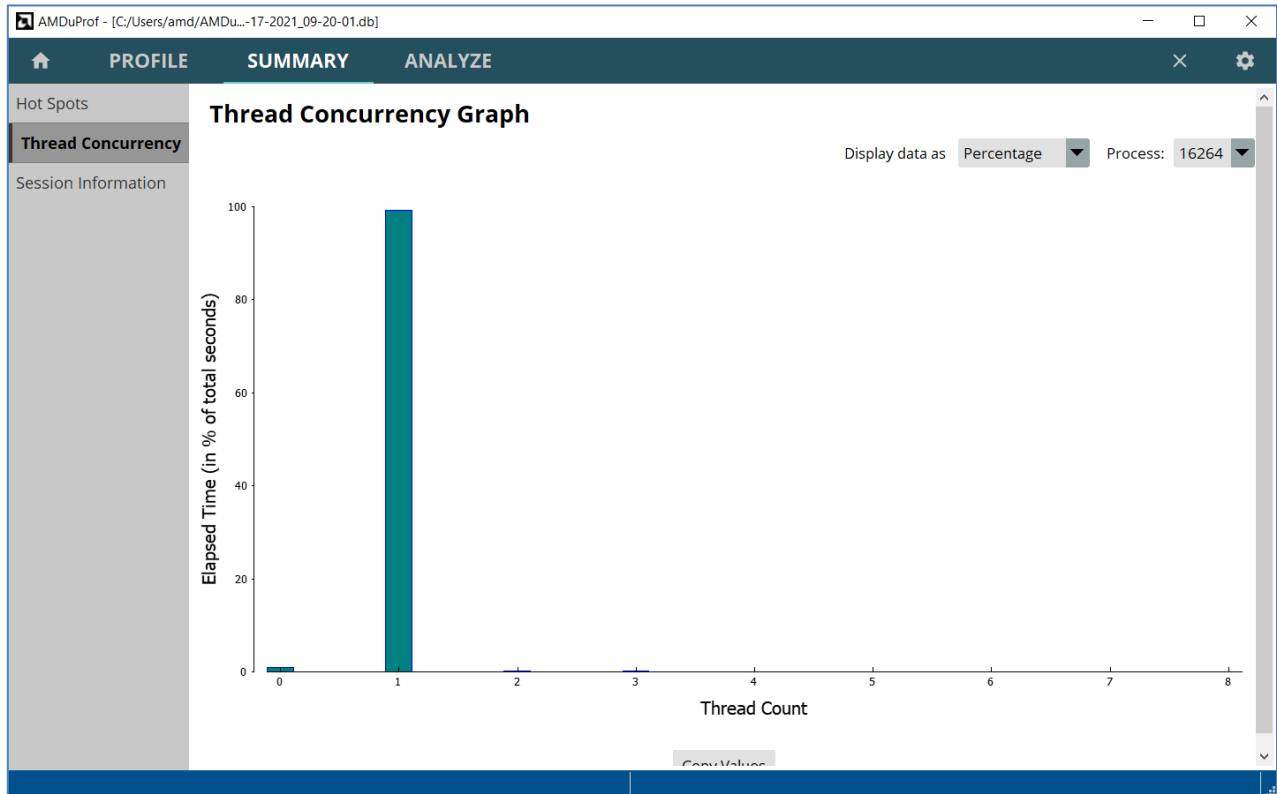 AMDuProf - [C:/Users/amd/AMDu...-17-2021_09-20-01.db]
PROFILE SUMMARY ANALYZE
Hot Spots
Thread Concurrency
Session Information
Thread Concurrency Graph
Display data as Percentage Process: 16264
Elapsed Time (in % of total seconds)
100
80
60
40
20
0
0 1 2 3 4 5 6 7 8
Thread Count
Copy Values